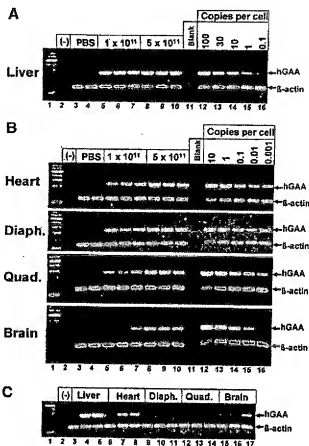 A
Copies per cell
(-) PBS 1 x 10¹¹ 5 x 10¹¹ Blank 100 30 10 1 0.1
Liver
hGAA
ß-actin
1 2 3 4 5 6 7 8 9 10 11 12 13 14 15 16
B
Copies per cell
(-) PBS 1 x 10¹¹ 5 x 10¹¹ Blank 10 1 0.1 0.01 0.001
Heart
hGAA
ß-actin
Diaph.
hGAA
ß-actin
Quad.
hGAA
ß-actin
Brain
hGAA
ß-actin
1 2 3 4 5 6 7 8 9 10 11 12 13 14 15 16
C
(-) Liver Heart Diaph. Quad. Brain
hGAA
ß-actin
1 2 3 4 5 6 7 8 9 10 11 12 13 14 15 16 17